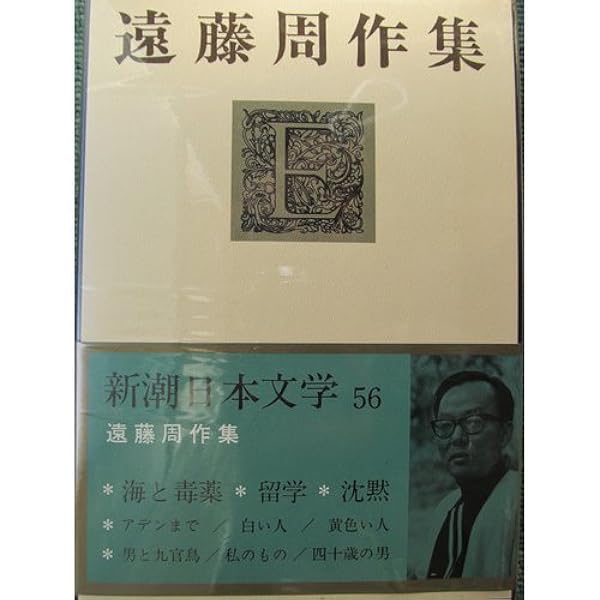 遠藤周作集
E
新潮日本文学 56
遠藤周作集
* 海と毒薬 * 留学 * 沈黙
* アデンまで / 白い人 / 黄色い人
* 男と九官鳥 / 私のもの / 四十歳の男